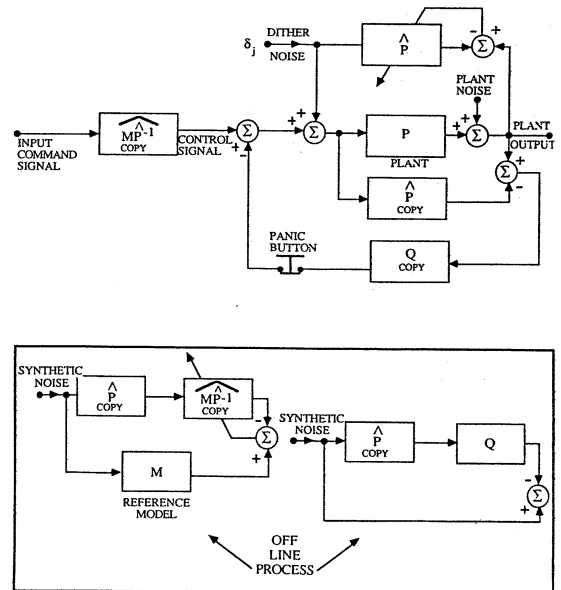 δj DITHER
NOISE
^
P
- +
Σ
PLANT
NOISE
^
MP-1
COPY
INPUT
COMMAND
SIGNAL
CONTROL
SIGNAL
Σ
+
-
+ +
Σ
P
PLANT
+ +
Σ
PLANT
OUTPUT
^
P
COPY
+
Σ
-
PANIC
BUTTON
Q
COPY
SYNTHETIC
NOISE
^
P
COPY
^
MP-1
COPY
-
Σ
+
M
REFERENCE
MODEL
SYNTHETIC
NOISE
^
P
COPY
Q
-
Σ
+
OFF
LINE
PROCESS